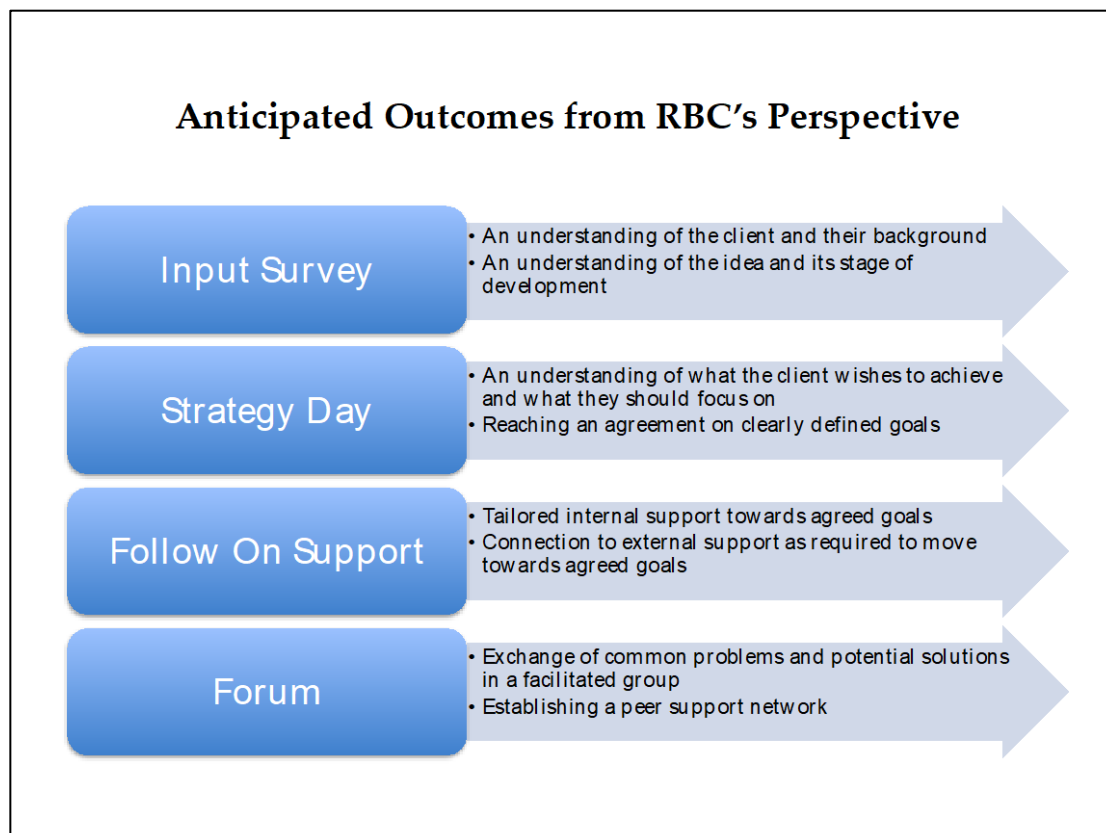 Anticipated Outcomes from RBC's Perspective
Input Survey
• An understanding of the client and their background
• An understanding of the idea and its stage of
development
Strategy Day
• An understanding of what the client wishes to achieve
and what they should focus on
• Reaching an agreement on clearly defined goals
Follow On Support
• Tailored internal support towards agreed goals
• Connection to external support as required to move
towards agreed goals
Forum
• Exchange of common problems and potential solutions
in a facilitated group
• Establishing a peer support network